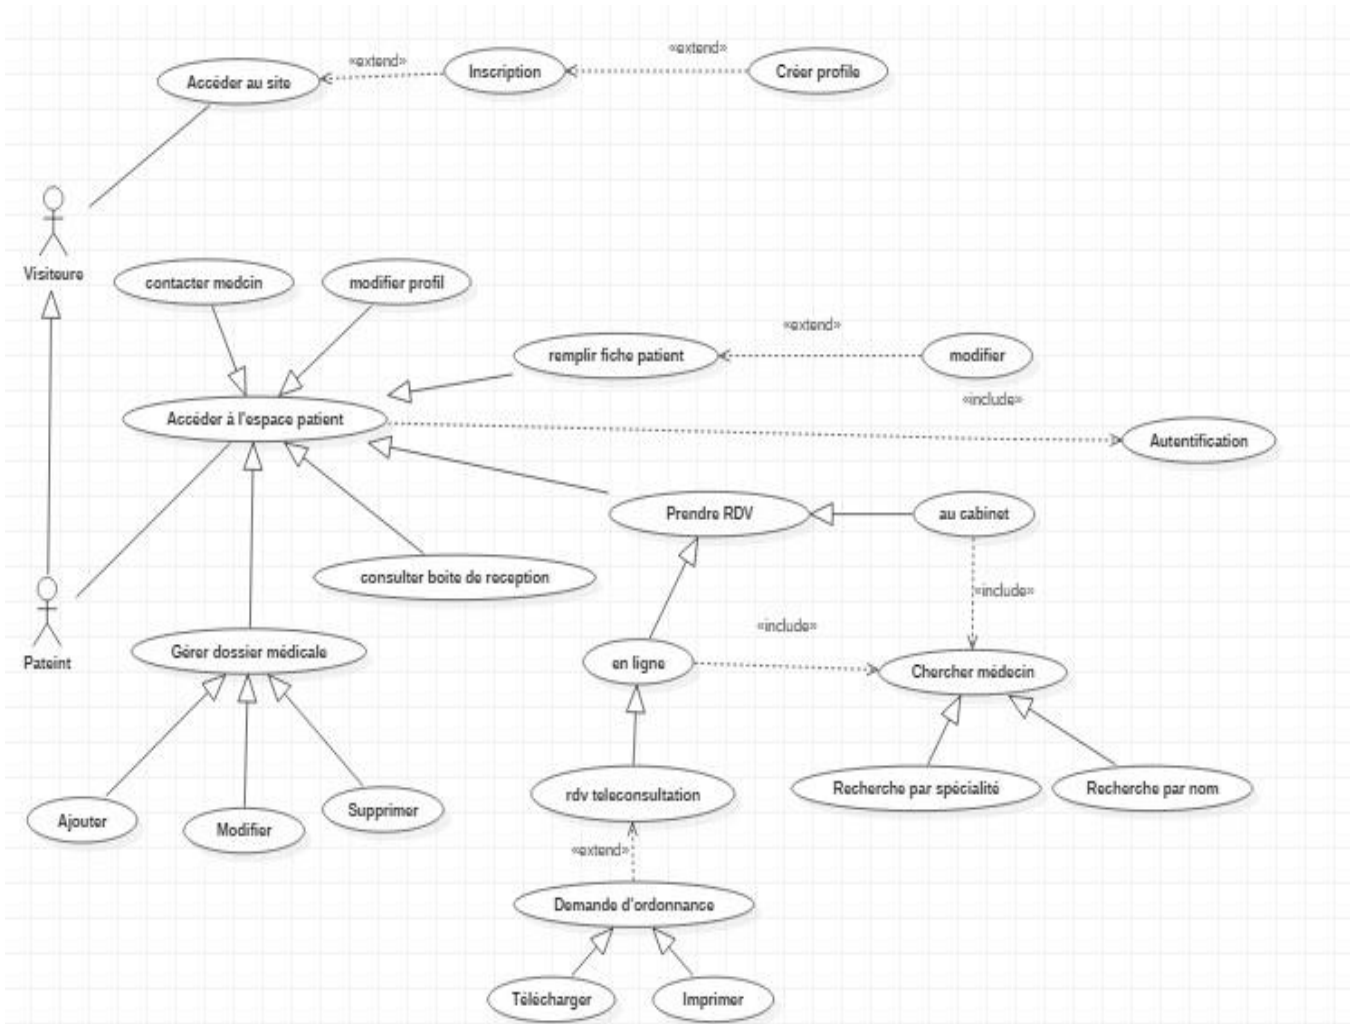 «extend»
«extend»
Accéder au site
Inscription
Créer profile
Visiteure
contacter medcin
modifier profil
«extend»
remplir fiche patient
modifier
«include»
Accéder à l'espace patient
Autentification
Prendre RDV
au cabinet
consulter boite de reception
«include»
«include»
Pateint
Gérer dossier médicale
en ligne
Chercher médecin
rdv teleconsultation
Recherche par spécialité
Recherche par nom
Ajouter
Modifier
Supprimer
«extend»
Demande d'ordonnance
Télécharger
Imprimer